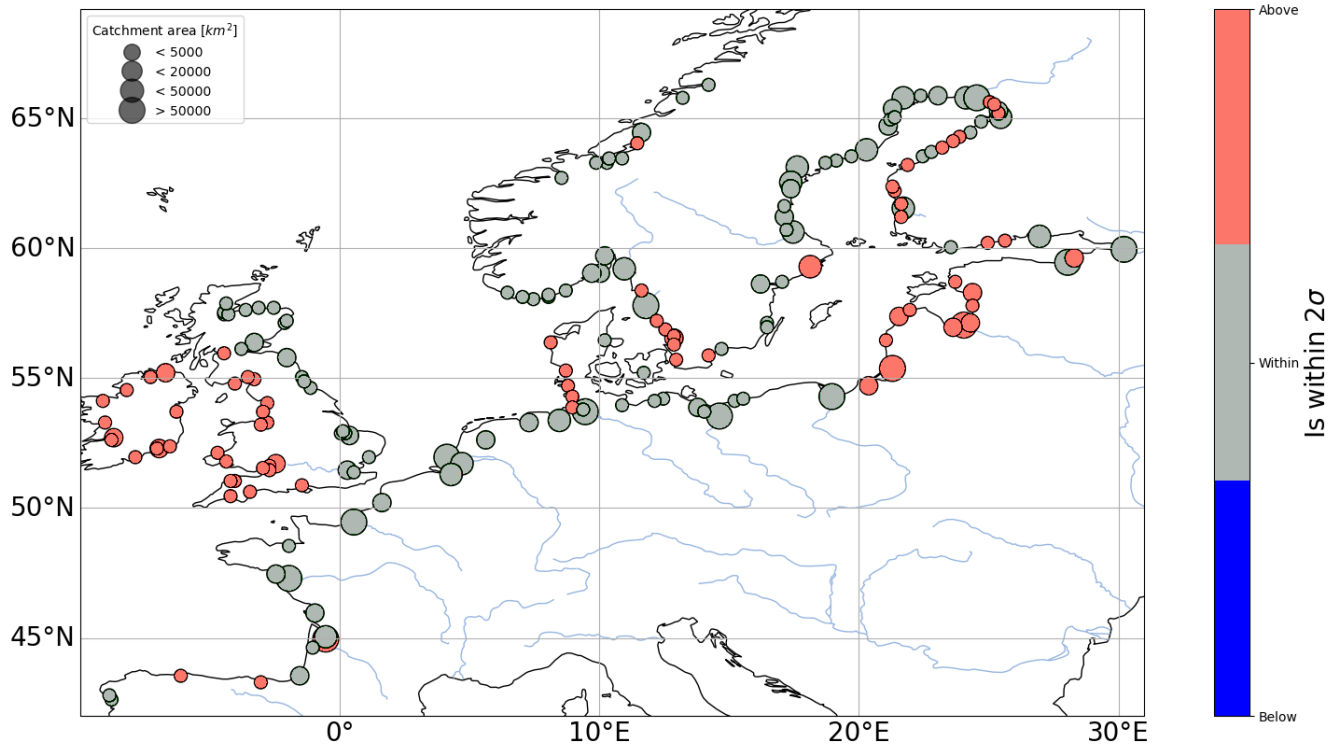 Catchment area [km²]
< 5000
< 20000
< 50000
> 50000
65°N
60°N
55°N
50°N
45°N
0°
10°E
20°E
30°E
Above
Within
Below
Is within 2σ